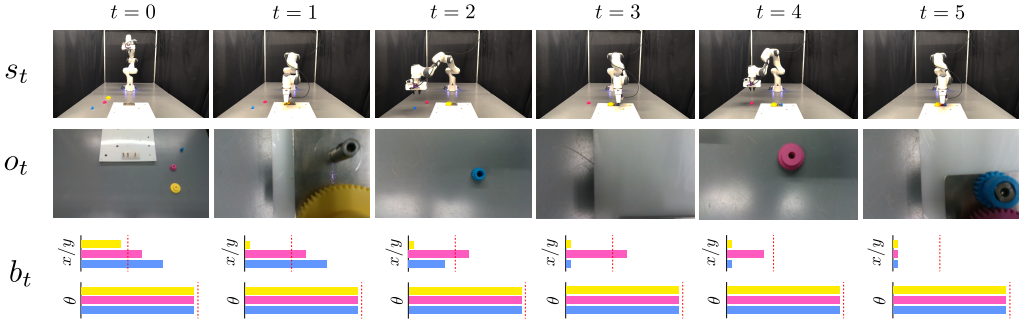 t = 0 t = 1 t = 2 t = 3 t = 4 t = 5
s_t
o_t
b_t
x/y x/y x/y x/y x/y x/y
θ θ θ θ θ θ